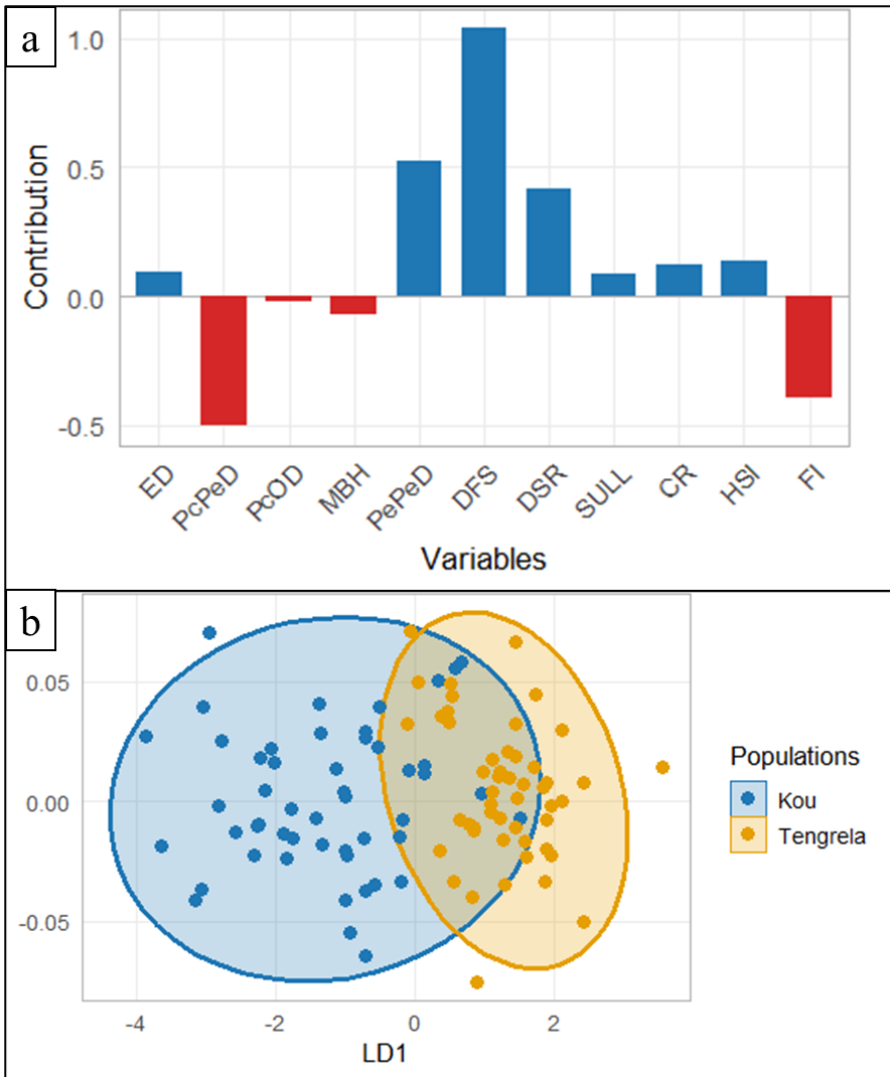 a
1.0
0.5
0.0
-0.5
Contribution
ED
PcPeD
PcOD
MBH
PePeD
DFS
DSR
SULL
CR
HSI
FI
Variables
b
0.05
0.00
-0.05
-4
-2
0
2
LD1
Populations
Kou
Tengrela